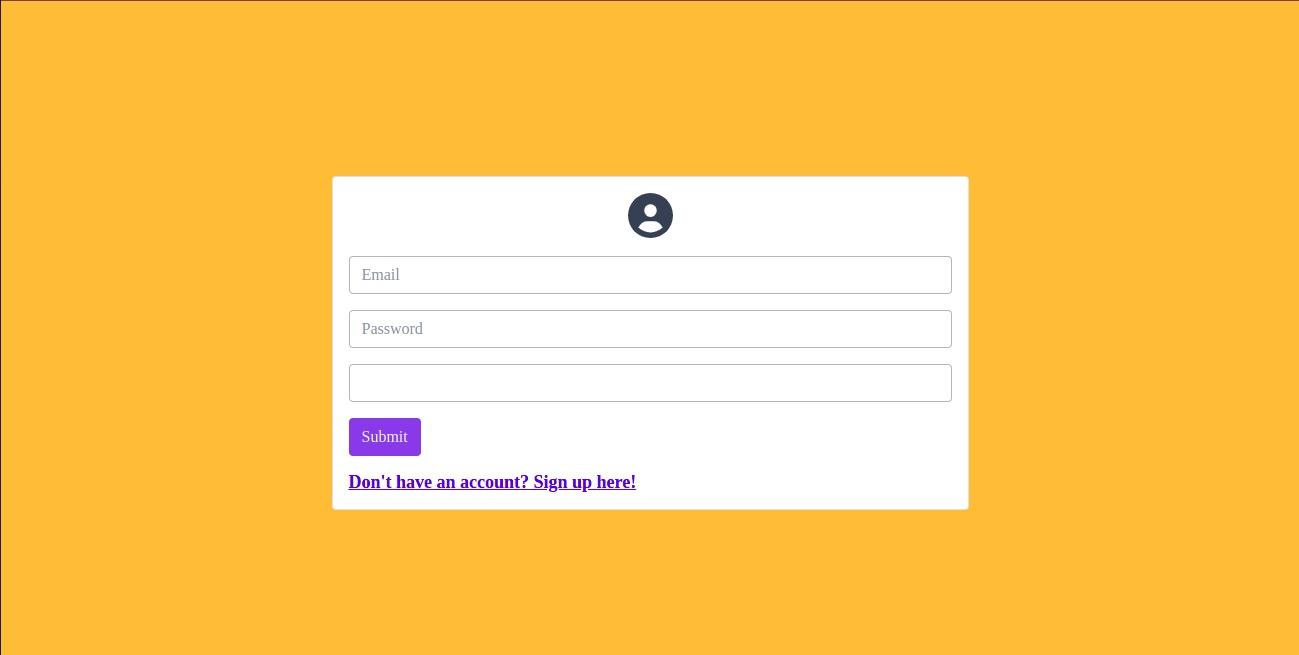 Email
Password
Submit
Don't have an account? Sign up here!